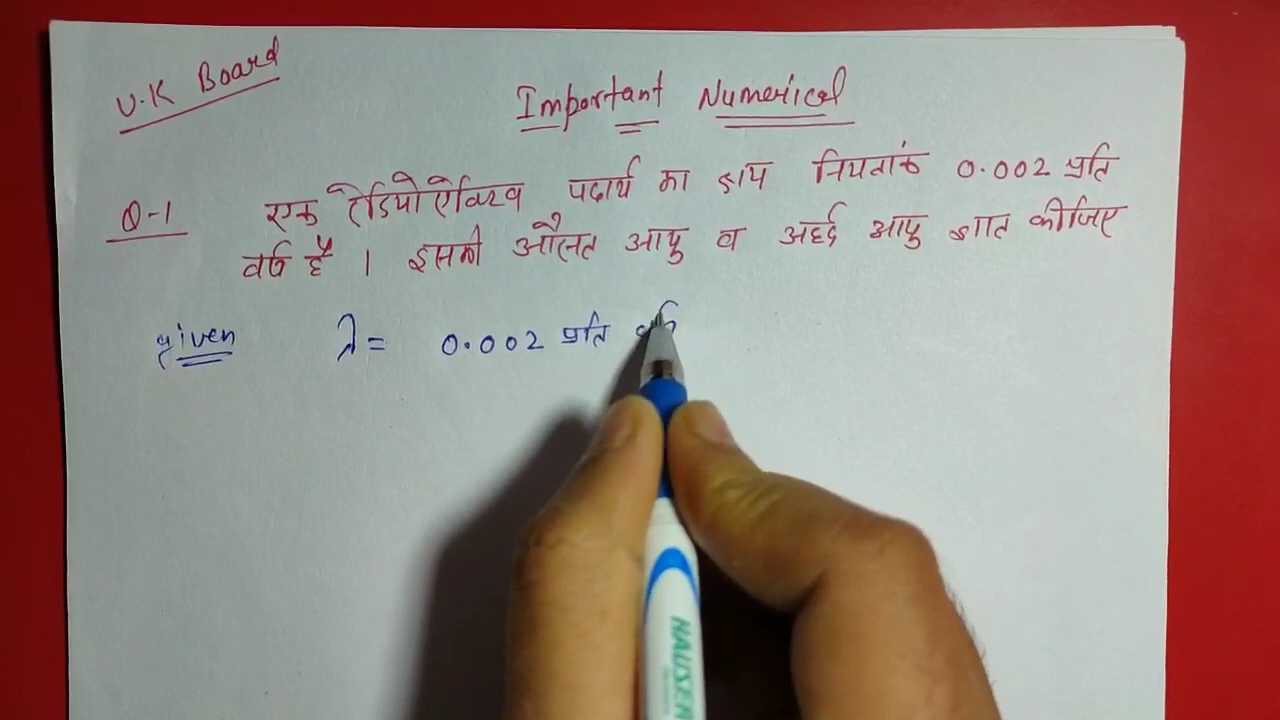 U.K Board
Important Numerical
Q-1 एक रेडियोऐक्टिव पदार्थ का क्षय नियतांक 0.002 प्रति
वर्ष है । इसकी औसत आयु व अर्द्ध आयु ज्ञात कीजिए
given λ = 0.002 प्रति
HAUSER